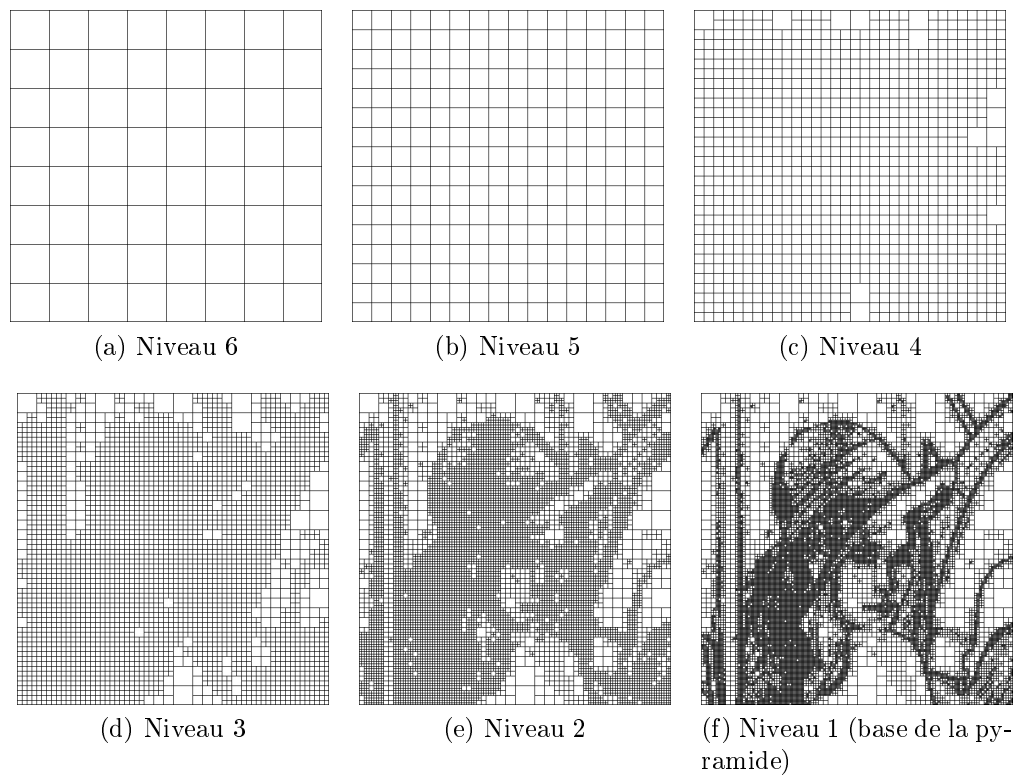 (a) Niveau 6
(b) Niveau 5
(c) Niveau 4
(d) Niveau 3
(e) Niveau 2
(f) Niveau 1 (base de la py-
ramide)